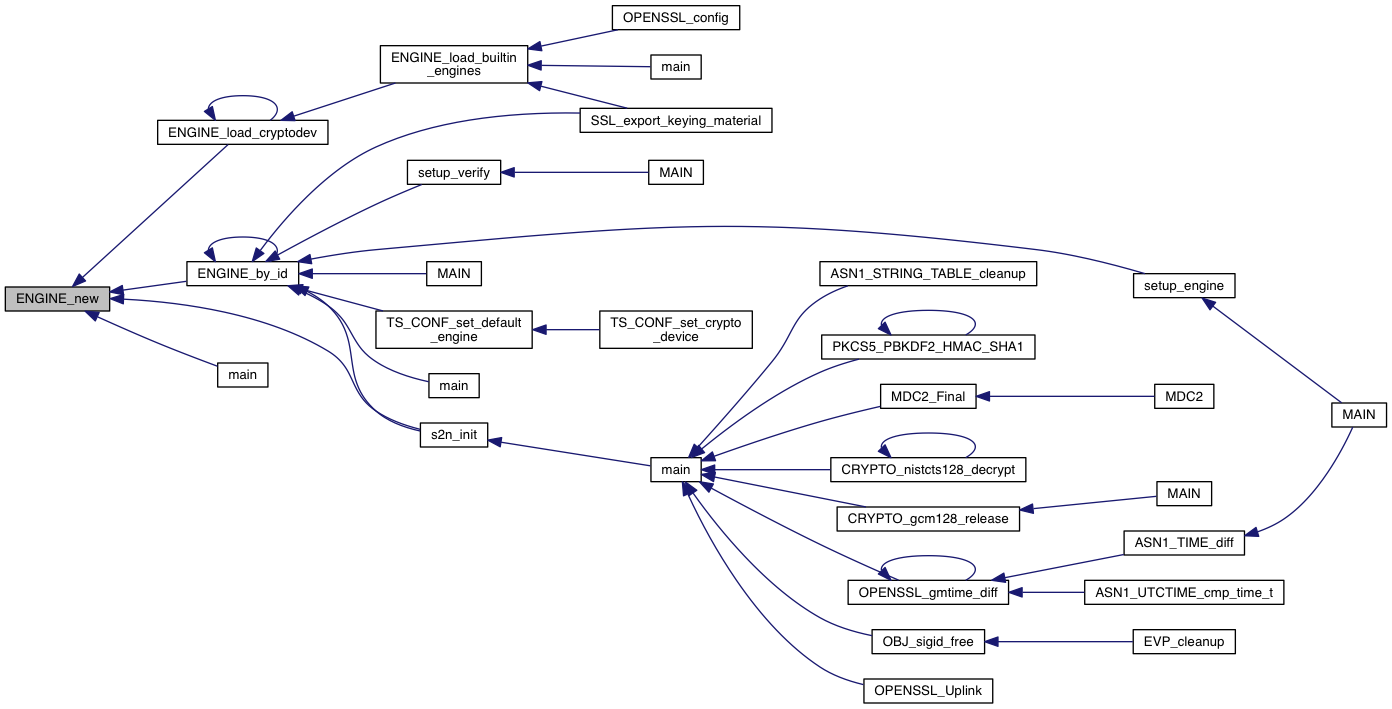 OPENSSL_config
ENGINE_load_builtin
_engines
main
SSL_export_keying_material
ENGINE_load_cryptodev
setup_verify
MAIN
ENGINE_by_id
MAIN
ASN1_STRING_TABLE_cleanup
setup_engine
ENGINE_new
TS_CONF_set_default
_engine
TS_CONF_set_crypto
_device
PKCS5_PBKDF2_HMAC_SHA1
main
main
MDC2_Final
MDC2
MAIN
s2n_init
main
CRYPTO_nistcts128_decrypt
MAIN
CRYPTO_gcm128_release
ASN1_TIME_diff
OPENSSL_gmtime_diff
ASN1_UTCTIME_cmp_time_t
OBJ_sigid_free
EVP_cleanup
OPENSSL_Uplink